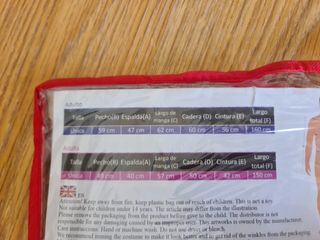 Adulto
Talla Pecho(B) Espalda(A) Largo de manga (C) Cadera (D) Cintura (E) Largo total (F)
Única 59 cm 47 cm 62 cm 60 cm 56 cm 160 cm
Adulta
Talla Pecho(B) Espalda(A) Largo de manga (C) Cadera (D) Cintura (E) Largo total (F)
Única 49 cm 40 cm 57 cm 50 cm 42 cm 150 cm
EN
Attention! Keep away from fire, keep plastic bag out of reach of children. This is not a toy
Not suitable for children under 14 years. The article may differ from the illustration.
Please remove the packaging from the product before give to the child. The distributor is not
responsible for any damaging caused by an improper uses. This artworks is owned by the manufacturer.
Care instructions: Hand or machine wash. Do not use dryer or bleach.
We recommend ironing the costume to make it look better and to get rid of the wrinkles from the packaging.